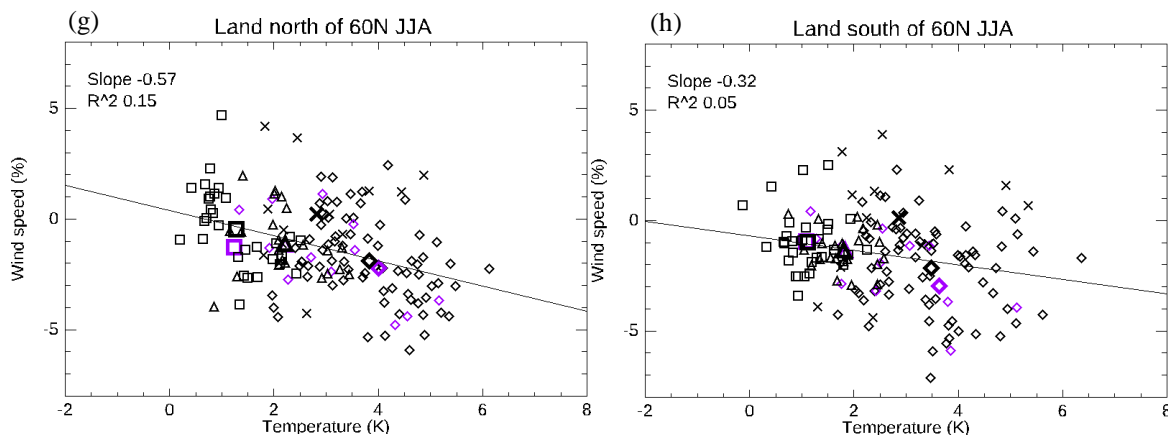 (g)
Land north of 60N JJA
Slope -0.57
R^2 0.15
Wind speed (%)
5
0
-5
-2
0
2
4
6
8
Temperature (K)
(h)
Land south of 60N JJA
Slope -0.32
R^2 0.05
Wind speed (%)
5
0
-5
-2
0
2
4
6
8
Temperature (K)